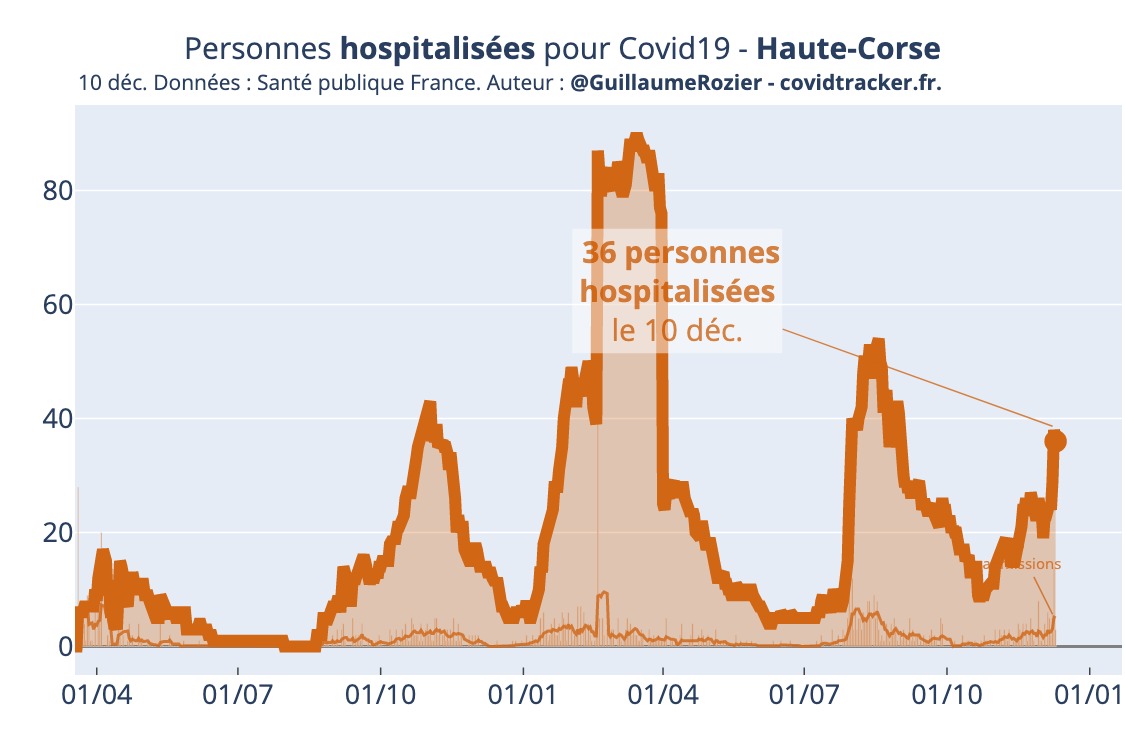 Personnes hospitalisées pour Covid19 - Haute-Corse
10 déc. Données : Santé publique France. Auteur : @GuillaumeRozier - covidtracker.fr.
80
60
40
20
0
36 personnes
hospitalisées
le 10 déc.
01/04
01/07
01/10
01/01
01/04
01/07
01/10
01/01